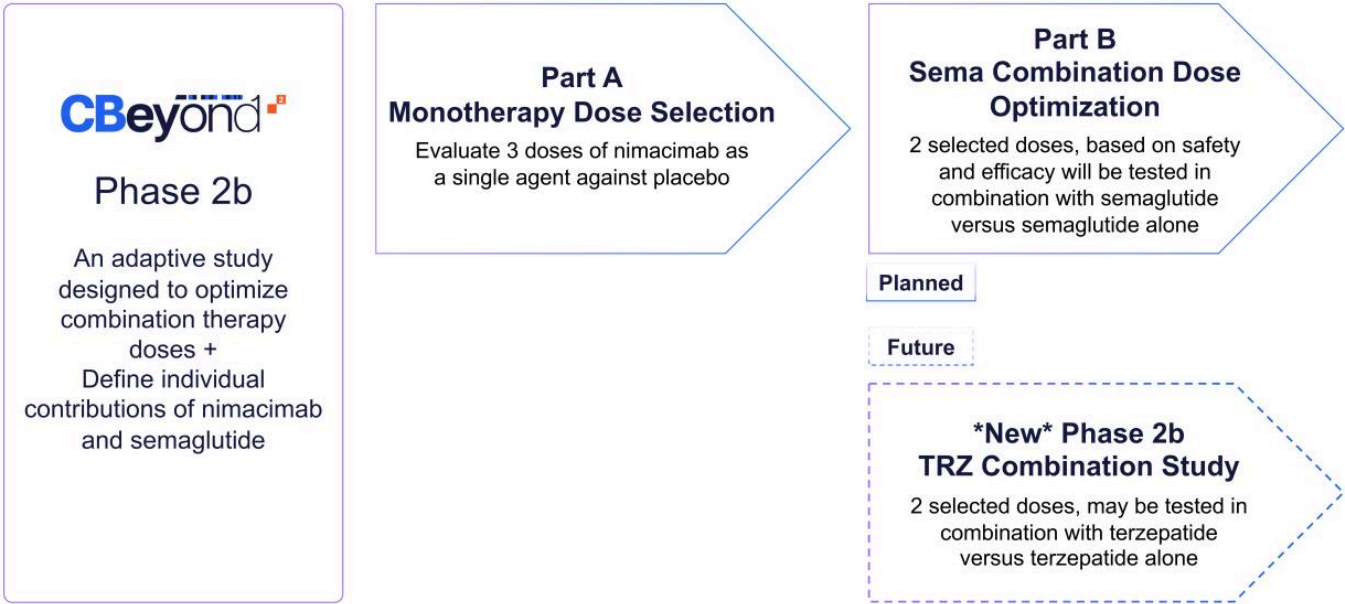 CBeyond 2
Phase 2b
An adaptive study
designed to optimize
combination therapy
doses +
Define individual
contributions of nimacimab
and semaglutide
Part A
Monotherapy Dose Selection
Evaluate 3 doses of nimacimab as
a single agent against placebo
Part B
Sema Combination Dose
Optimization
2 selected doses, based on safety
and efficacy will be tested in
combination with semaglutide
versus semaglutide alone
Planned
Future
*New* Phase 2b
TRZ Combination Study
2 selected doses, may be tested in
combination with terzepatide
versus terzepatide alone